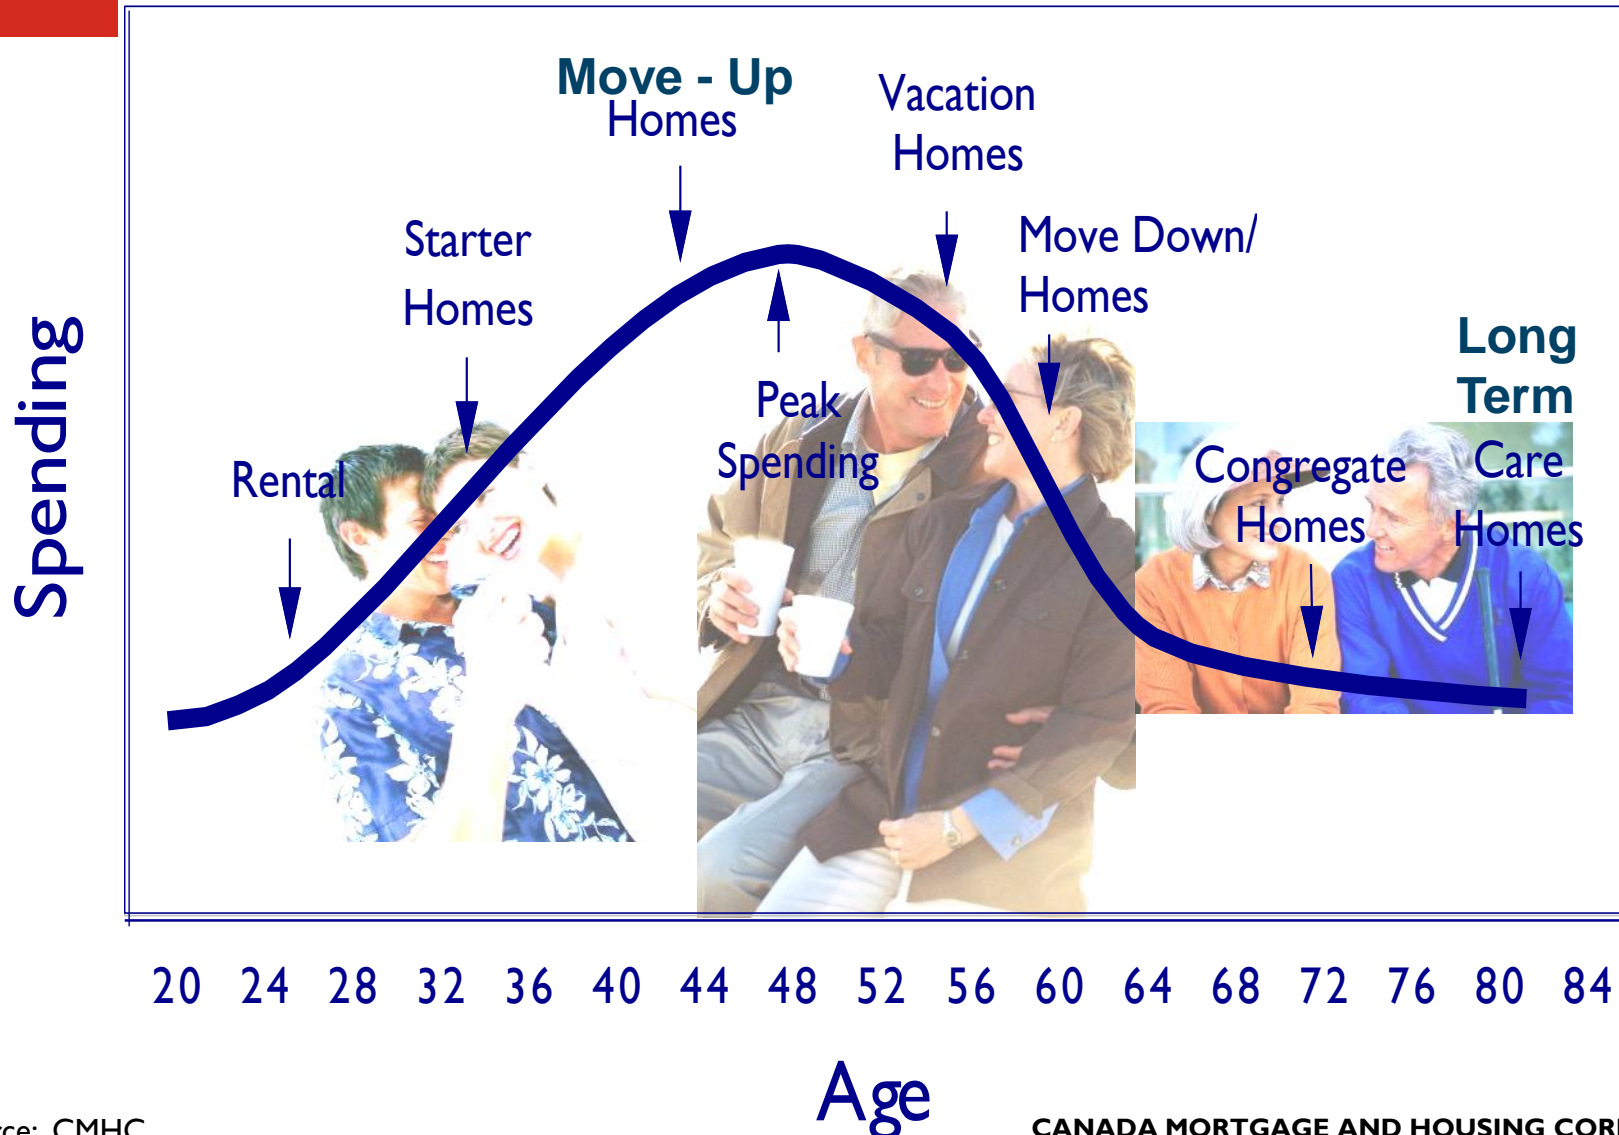 Move - Up
Homes
Vacation
Homes
Starter
Homes
Move Down/
Homes
Long
Term
Care
Homes
Rental
Peak
Spending
Congregate
Homes
Spending
20 24 28 32 36 40 44 48 52 56 60 64 68 72 76 80 84
Age
rce: CMHC
CANADA MORTGAGE AND HOUSING COR